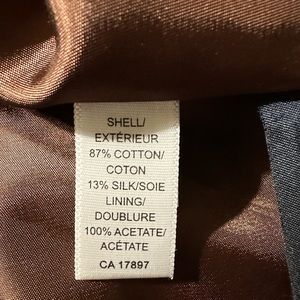 SHELL/
EXTÉRIEUR
87% COTTON/
COTON
13% SILK/SOIE
LINING/
DOUBLURE
100% ACETATE/
ACÉTATE
CA 17897